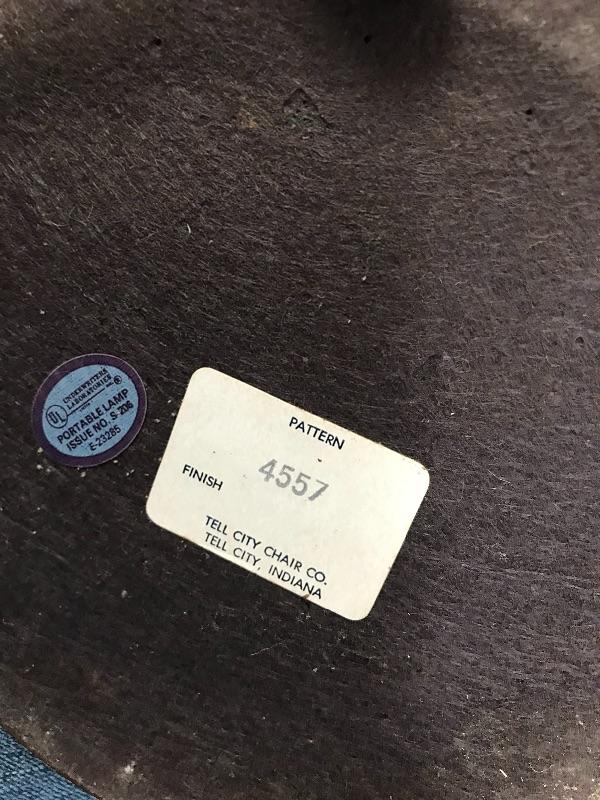 UNDERWRITERS
LABORATORIES INC.®
UL
PORTABLE LAMP
ISSUE NO. S-206
E-23285
PATTERN
4557
FINISH
TELL CITY CHAIR CO.
TELL CITY, INDIANA